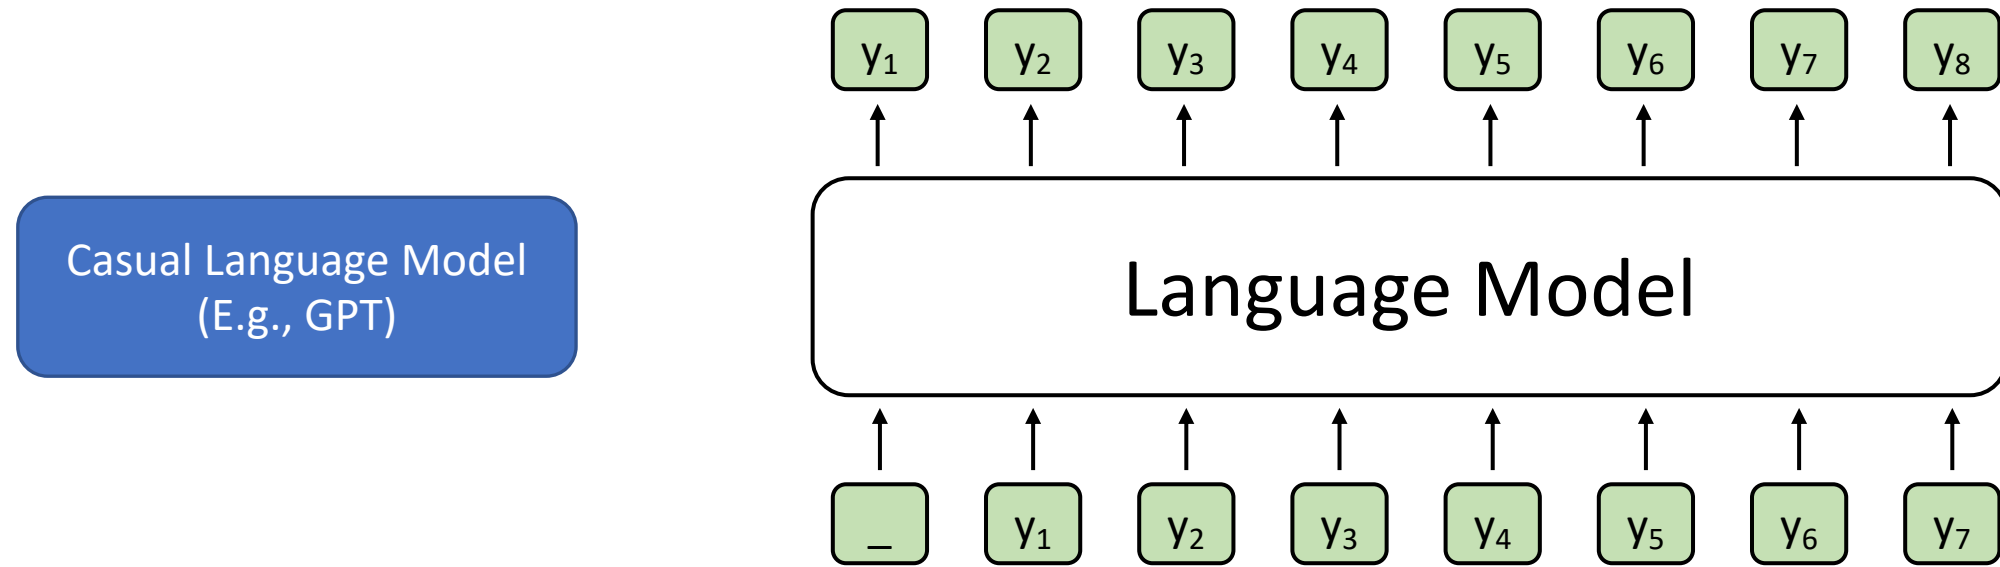 y₁ y₂ y₃ y₄ y₅ y₆ y₇ y₈
Casual Language Model
(E.g., GPT)
Language Model
_ y₁ y₂ y₃ y₄ y₅ y₆ y₇